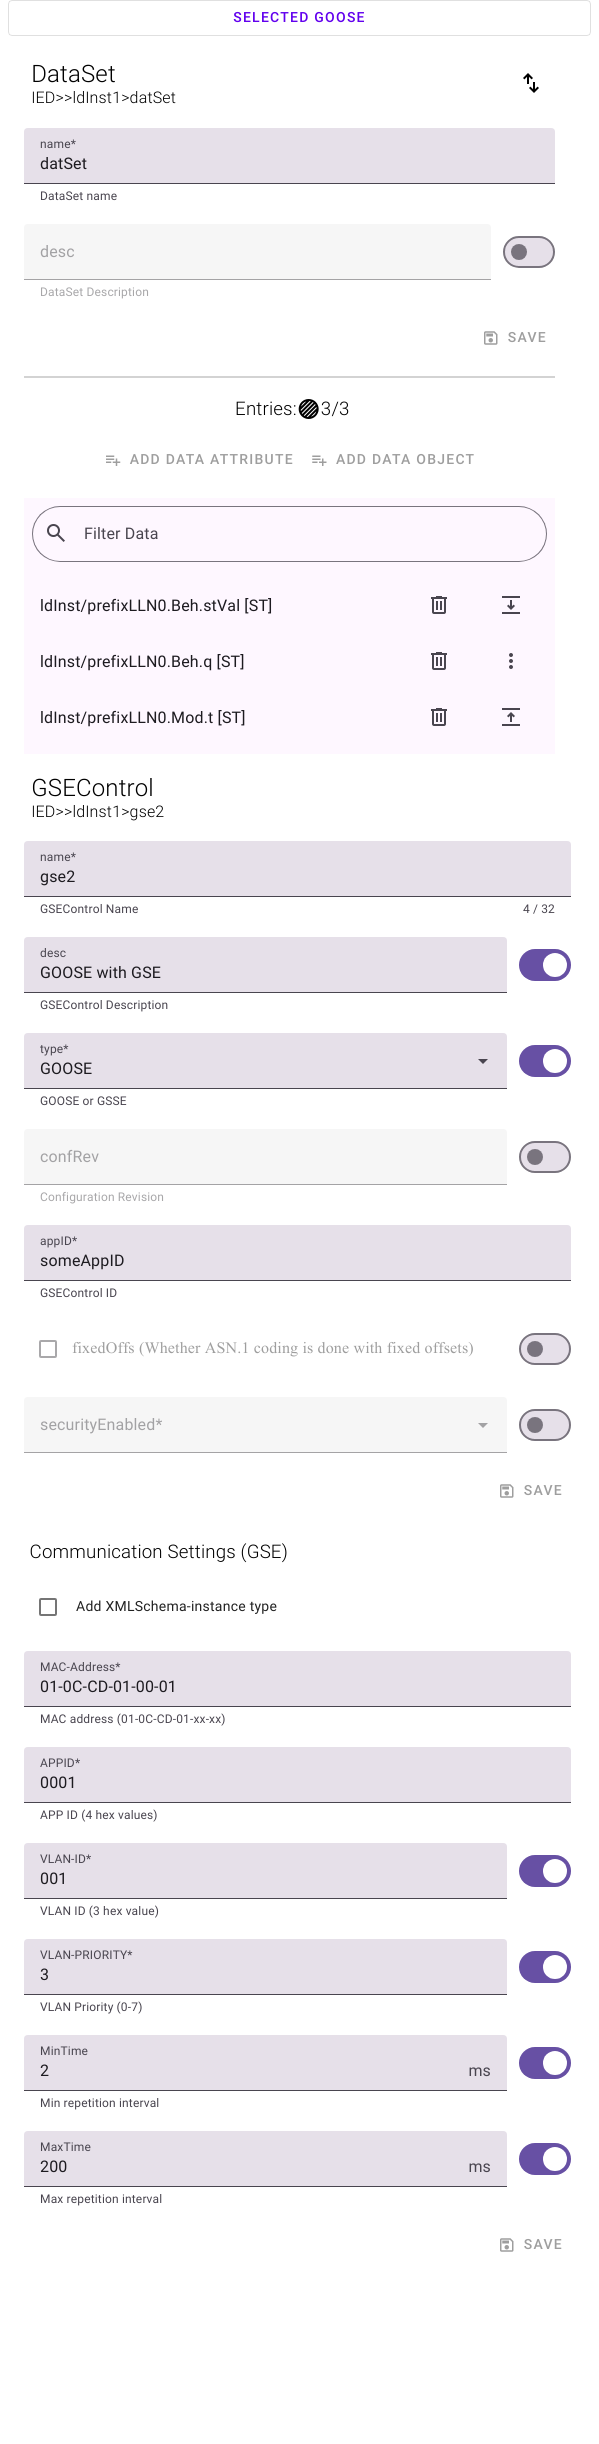 SELECTED GOOSE
DataSet
IED>>ldInst1>datSet
name*
datSet
DataSet name
desc
DataSet Description
SAVE
Entries: 3/3
ADD DATA ATTRIBUTE ADD DATA OBJECT
Filter Data
ldInst/prefixLLN0.Beh.stVal [ST]
ldInst/prefixLLN0.Beh.q [ST]
ldInst/prefixLLN0.Mod.t [ST]
GSEControl
IED>>ldInst1>gse2
name*
gse2
GSEControl Name 4 / 32
desc
GOOSE with GSE
GSEControl Description
type*
GOOSE
GOOSE or GSSE
confRev
Configuration Revision
appID*
someAppID
GSEControl ID
fixedOffs (Whether ASN.1 coding is done with fixed offsets)
securityEnabled*
SAVE
Communication Settings (GSE)
Add XMLSchema-instance type
MAC-Address*
01-0C-CD-01-00-01
MAC address (01-0C-CD-01-xx-xx)
APPID*
0001
APP ID (4 hex values)
VLAN-ID*
001
VLAN ID (3 hex value)
VLAN-PRIORITY*
3
VLAN Priority (0-7)
MinTime
2 ms
Min repetition interval
MaxTime
200 ms
Max repetition interval
SAVE